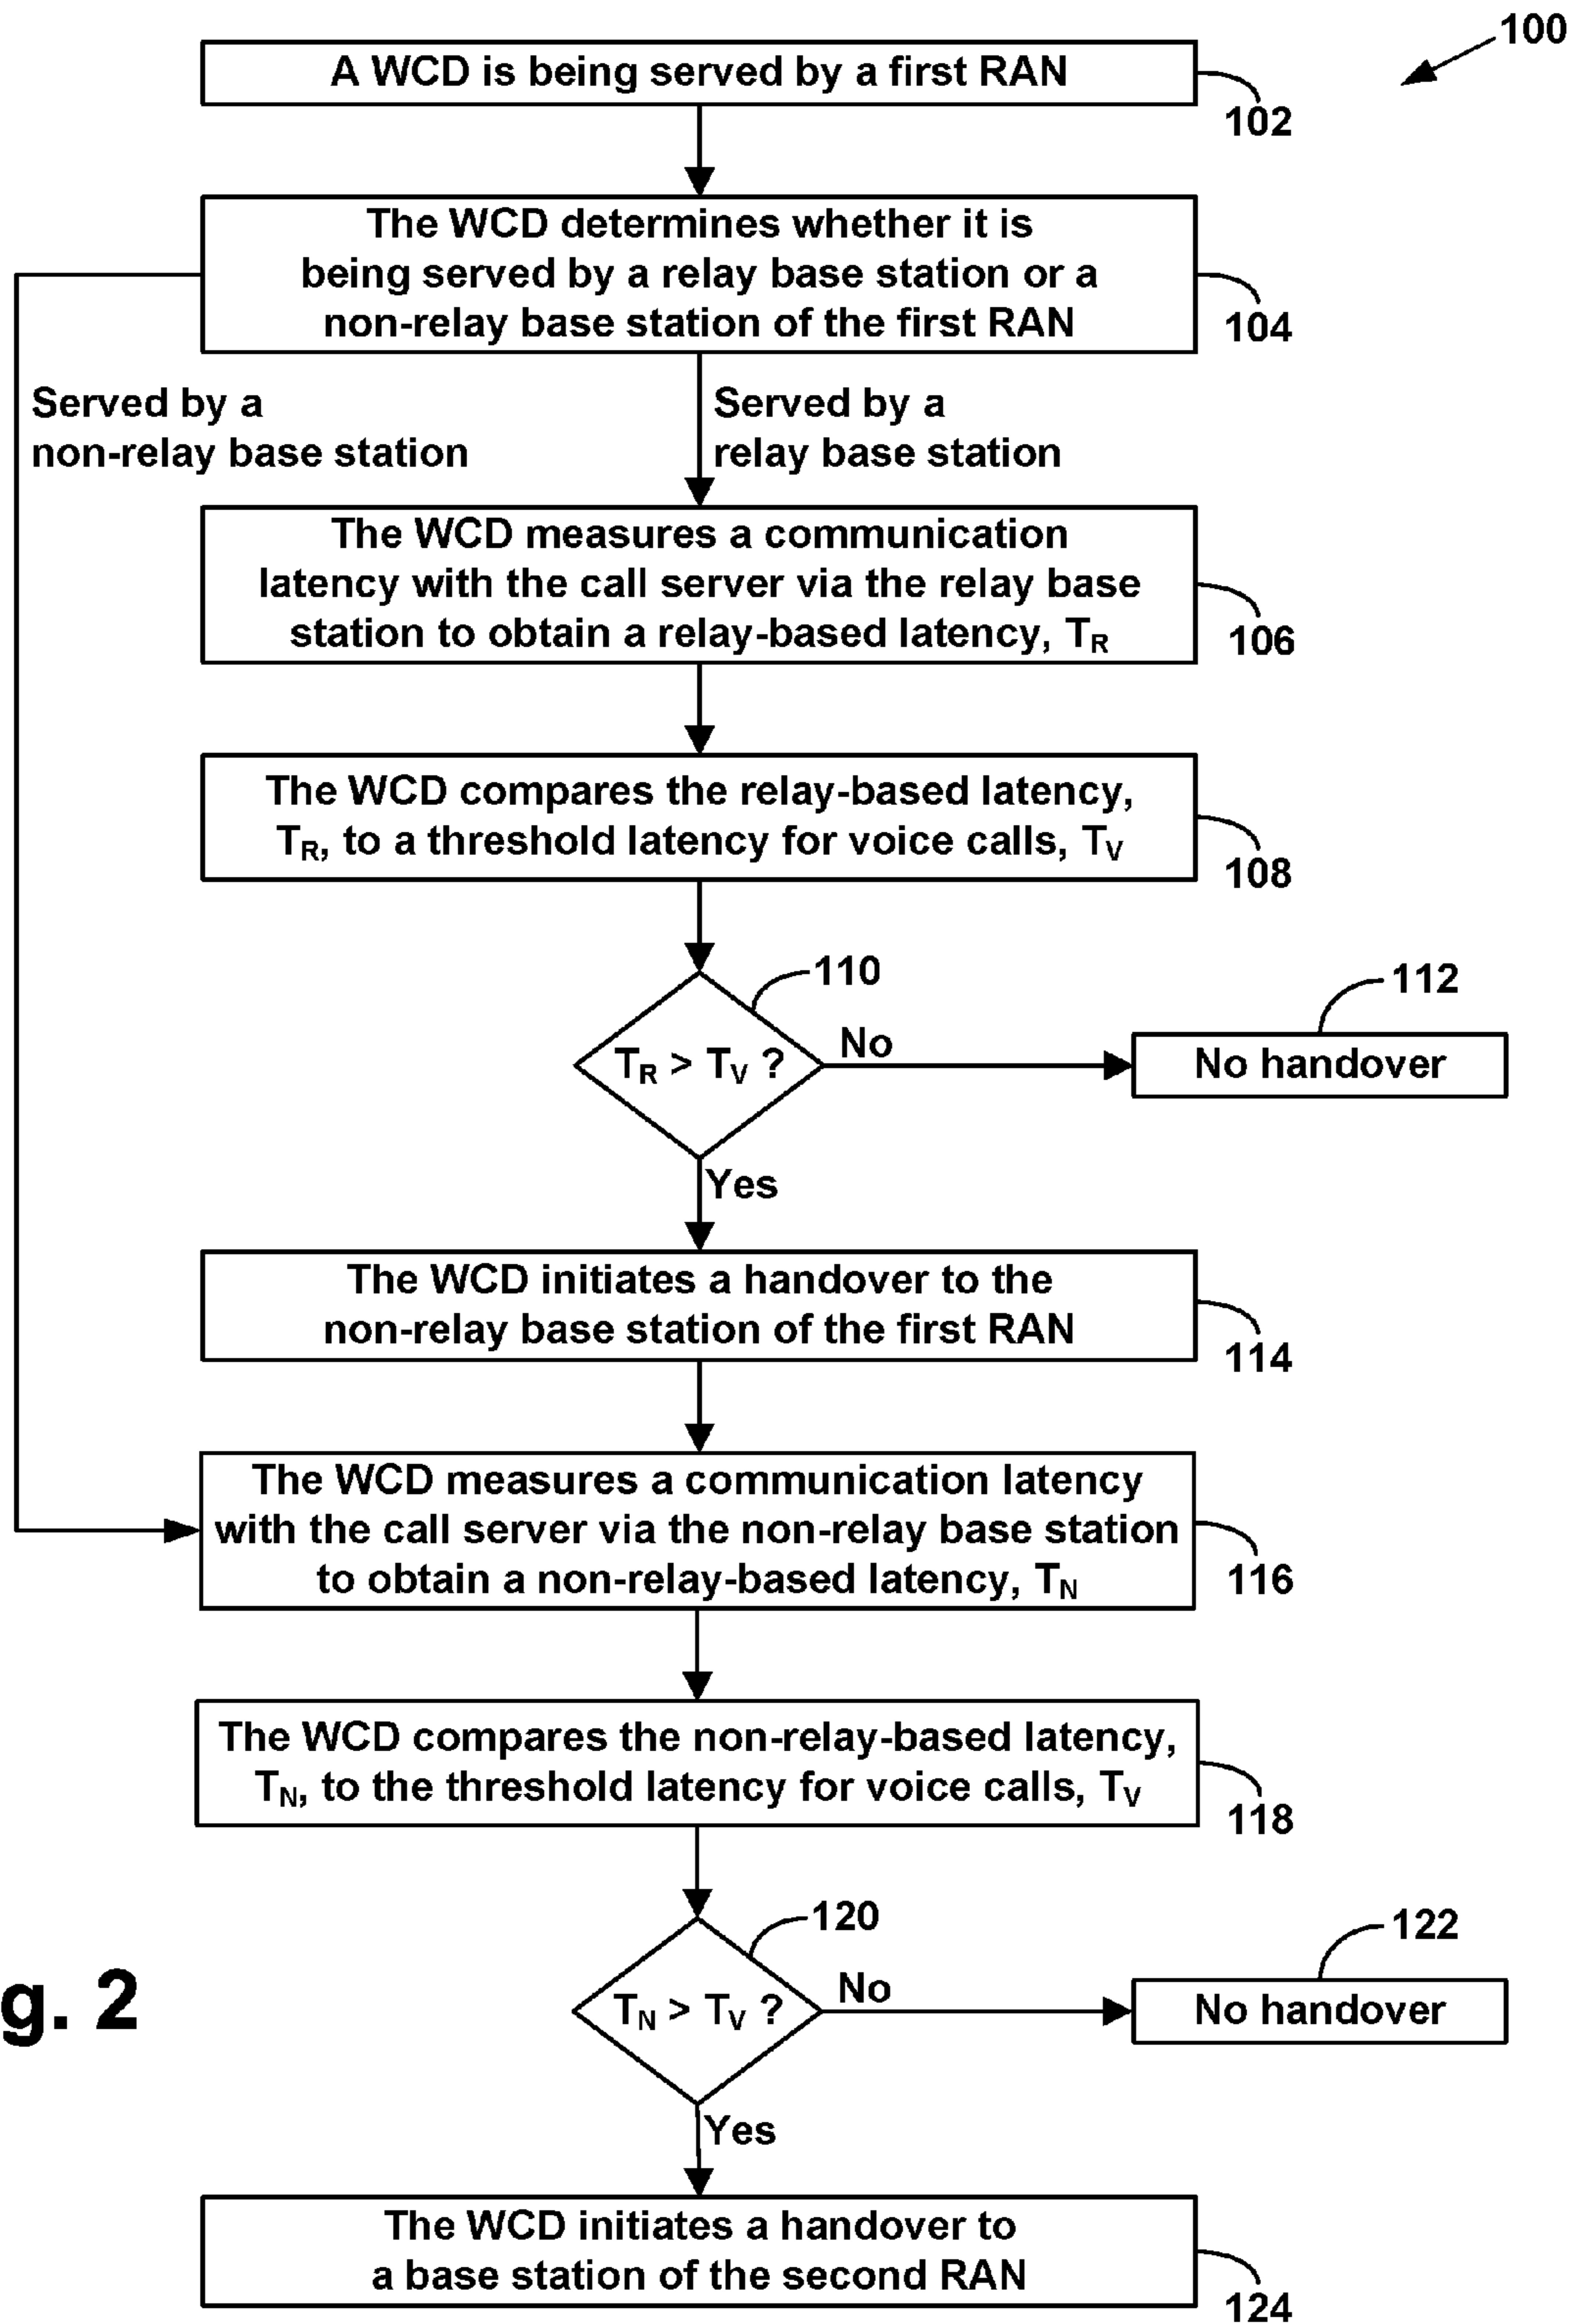 100
A WCD is being served by a first RAN
102
The WCD determines whether it is
being served by a relay base station or a
non-relay base station of the first RAN
104
Served by a
non-relay base station
Served by a
relay base station
The WCD measures a communication
latency with the call server via the relay base
station to obtain a relay-based latency, TR
106
The WCD compares the relay-based latency,
TR, to a threshold latency for voice calls, TV
108
110
TR > TV ?
No
112
No handover
Yes
The WCD initiates a handover to the
non-relay base station of the first RAN
114
The WCD measures a communication latency
with the call server via the non-relay base station
to obtain a non-relay-based latency, TN
116
The WCD compares the non-relay-based latency,
TN, to the threshold latency for voice calls, TV
118
120
TN > TV ?
No
122
No handover
g. 2
Yes
The WCD initiates a handover to
a base station of the second RAN
124